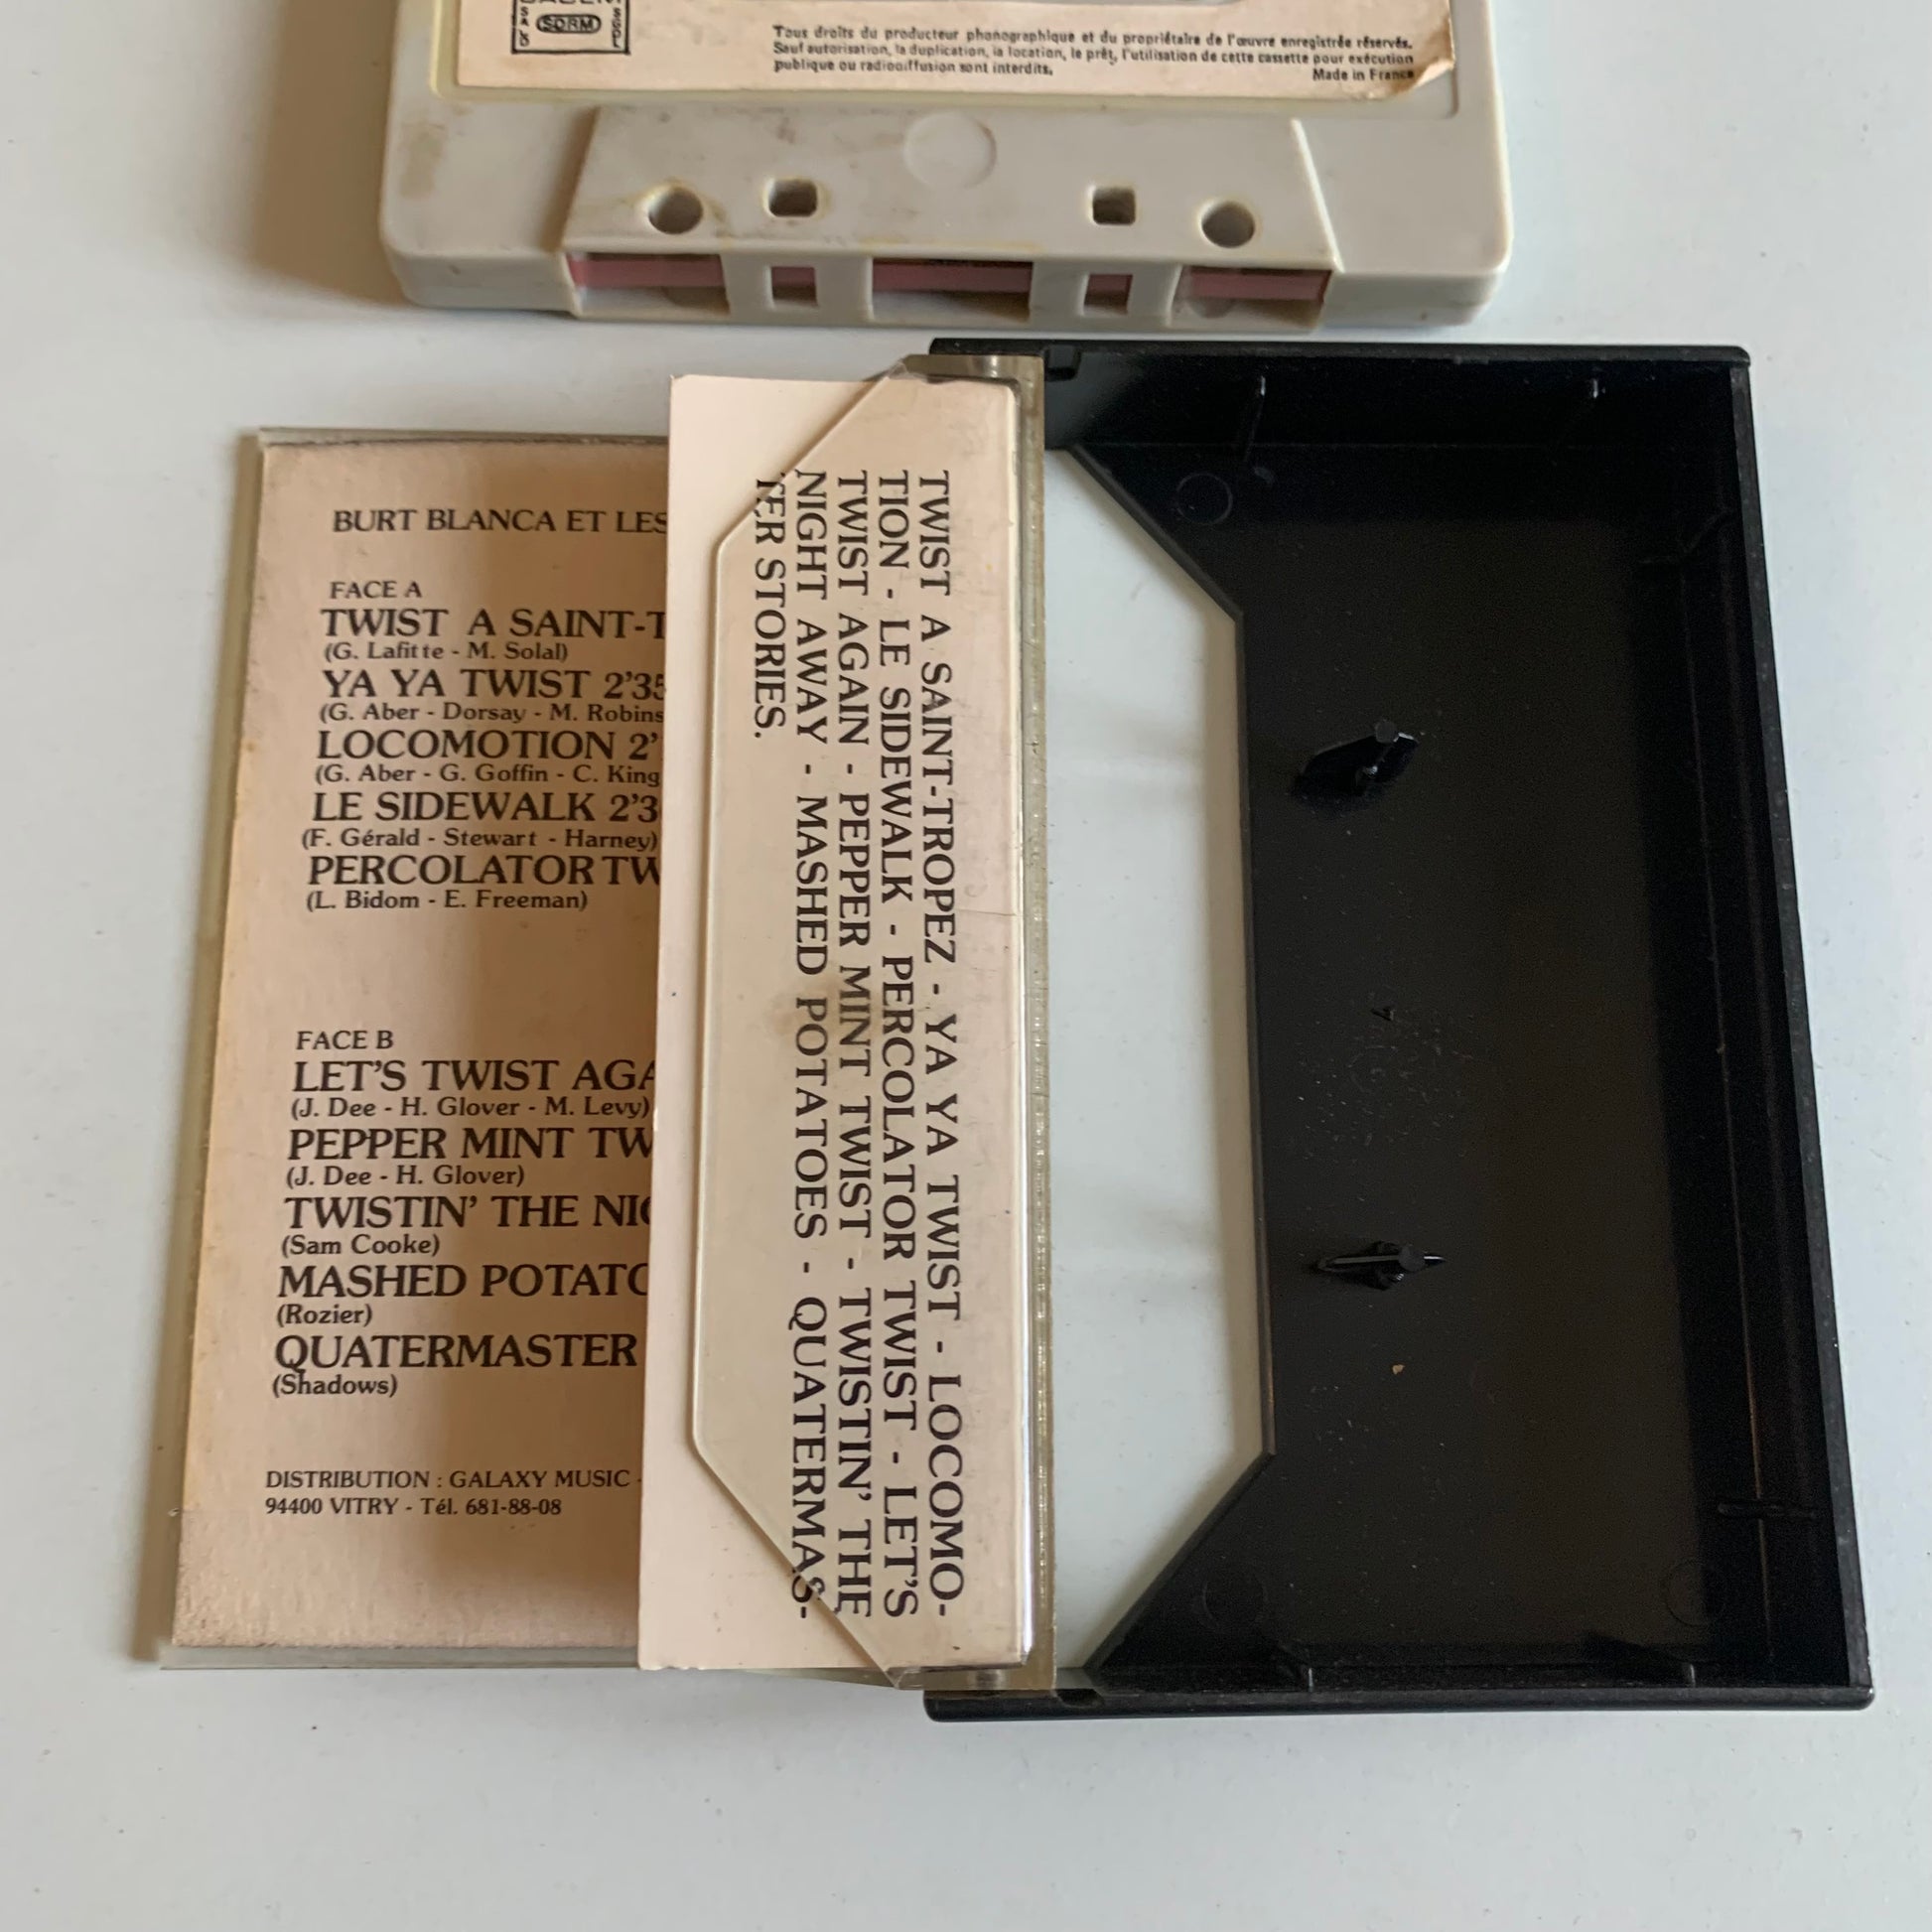 SACEM
SDRM
SGDL
Tous droits du producteur phonographique et du propriétaire de l'œuvre enregistrée réservés.
Sauf autorisation, la duplication, la location, le prêt, l'utilisation de cette cassette pour exécution
publique ou radiodiffusion sont interdits.
Made in France
BURT BLANCA ET LES
FACE A
TWIST A SAINT-T
(G. Lafitte - M. Solal)
YA YA TWIST 2'35
(G. Aber - Dorsay - M. Robins
LOCOMOTION 2'
(G. Aber - G. Goffin - C. King
LE SIDEWALK 2'3
(F. Gérald - Stewart - Harney)
PERCOLATOR TW
(L. Bidom - E. Freeman)
FACE B
LET'S TWIST AGA
(J. Dee - H. Glover - M. Levy)
PEPPER MINT TW
(J. Dee - H. Glover)
TWISTIN' THE NIG
(Sam Cooke)
MASHED POTATO
(Rozier)
QUATERMASTER
(Shadows)
DISTRIBUTION : GALAXY MUSIC -
94400 VITRY - Tél. 681-88-08
TWIST A SAINT-TROPEZ - YA YA TWIST - LOCOMO-
TION - LE SIDEWALK - PERCOLATOR TWIST - LET'S
TWIST AGAIN - PEPPER MINT TWIST - TWISTIN' THE
NIGHT AWAY - MASHED POTATOES - QUATERMAS-
TER STORIES.